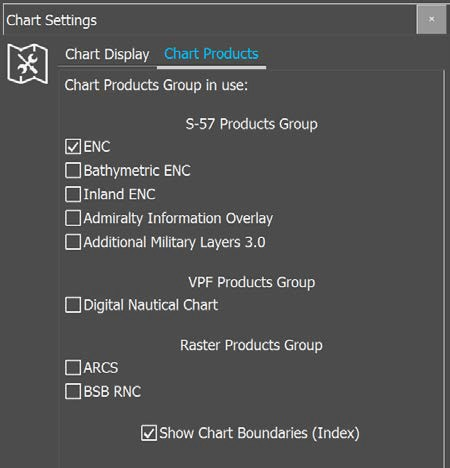 Chart Settings
Chart Display Chart Products
Chart Products Group in use:
S-57 Products Group
ENC
Bathymetric ENC
Inland ENC
Admiralty Information Overlay
Additional Military Layers 3.0
VPF Products Group
Digital Nautical Chart
Raster Products Group
ARCS
BSB RNC
Show Chart Boundaries (Index)